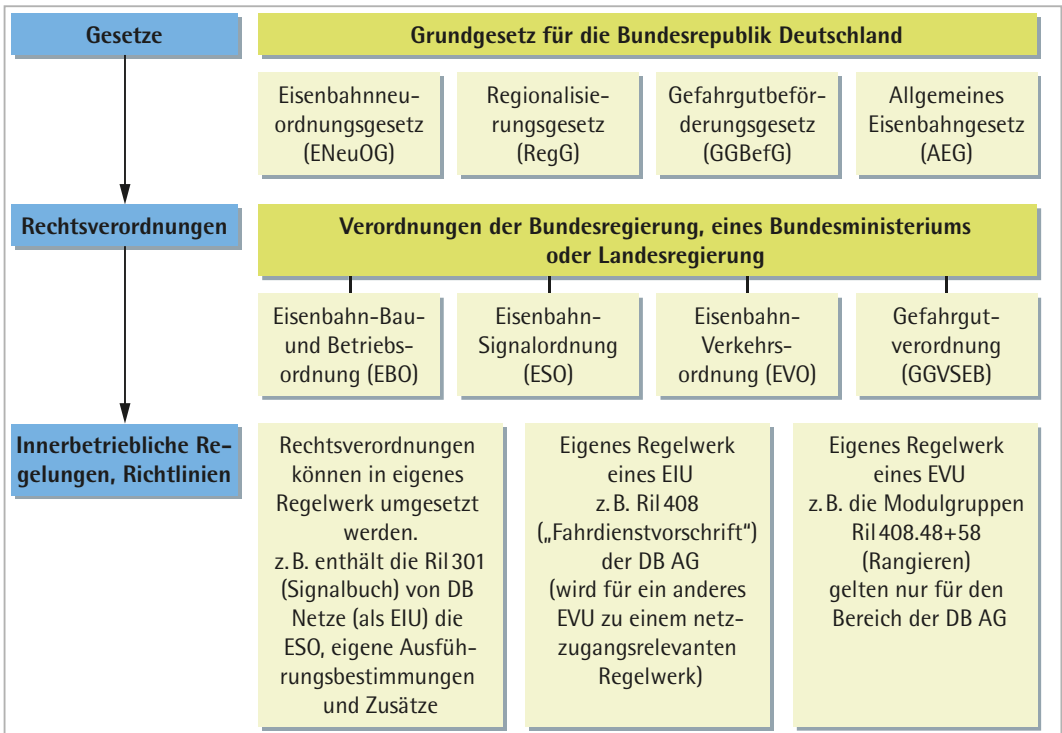 Gesetze
Grundgesetz für die Bundesrepublik Deutschland
Eisenbahnneu-
ordnungsgesetz
(ENeuOG)
Regionalisie-
rungsgesetz
(RegG)
Gefahrgutbeför-
derungsgesetz
(GGBefG)
Allgemeines
Eisenbahngesetz
(AEG)
Rechtsverordnungen
Verordnungen der Bundesregierung, eines Bundesministeriums
oder Landesregierung
Eisenbahn-Bau-
und Betriebs-
ordnung (EBO)
Eisenbahn-
Signalordnung
(ESO)
Eisenbahn-
Verkehrs-
ordnung (EVO)
Gefahrgut-
verordnung
(GGVSEB)
Innerbetriebliche Re-
gelungen, Richtlinien
Rechtsverordnungen
können in eigenes
Regelwerk umgesetzt
werden.
z. B. enthält die Ril 301
(Signalbuch) von DB
Netze (als EIU) die
ESO, eigene Ausfüh-
rungsbestimmungen
und Zusätze
Eigenes Regelwerk
eines EIU
z. B. Ril 408
(„Fahrdienstvorschrift")
der DB AG
(wird für ein anderes
EVU zu einem netz-
zugangsrelevanten
Regelwerk)
Eigenes Regelwerk
eines EVU
z. B. die Modulgruppen
Ril 408.48+58
(Rangieren)
gelten nur für den
Bereich der DB AG